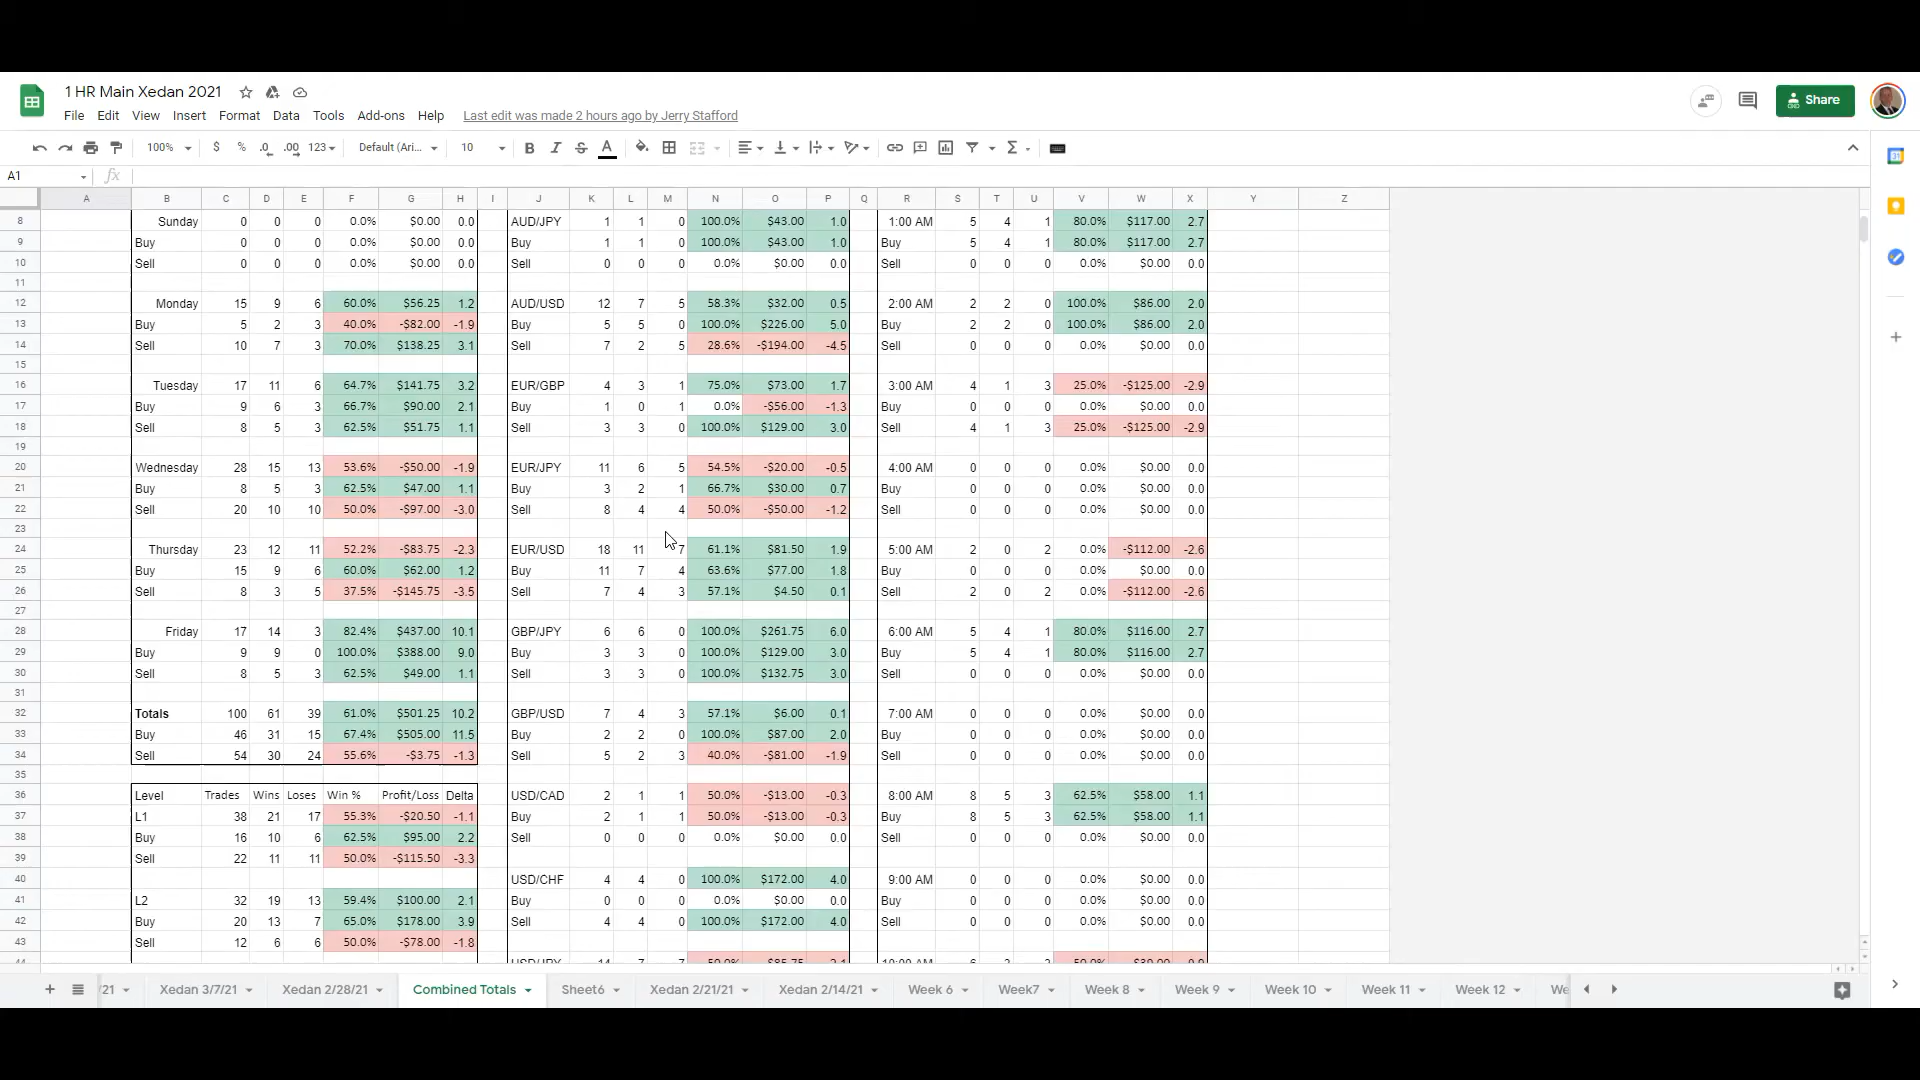 1 HR Main Xedan 2021
File Edit View Insert Format Data Tools Add-ons Help Last edit was made 2 hours ago by Jerry Stafford
Share
100% $ % .0 .00 123 Default (Ari... 10 B I S A
A1 fx
A B C D E F G H I J K L M N O P Q R S T U V W X Y Z
8 Sunday 0 0 0 0.0% $0.00 0.0 AUD/JPY 1 1 0 100.0% $43.00 1.0 1:00 AM 5 4 1 80.0% $117.00 2.7
9 Buy 0 0 0 0.0% $0.00 0.0 Buy 1 1 0 100.0% $43.00 1.0 Buy 5 4 1 80.0% $117.00 2.7
10 Sell 0 0 0 0.0% $0.00 0.0 Sell 0 0 0 0.0% $0.00 0.0 Sell 0 0 0 0.0% $0.00 0.0
11
12 Monday 15 9 6 60.0% $56.25 1.2 AUD/USD 12 7 5 58.3% $32.00 0.5 2:00 AM 2 2 0 100.0% $86.00 2.0
13 Buy 5 2 3 40.0% -$82.00 -1.9 Buy 5 5 0 100.0% $226.00 5.0 Buy 2 2 0 100.0% $86.00 2.0
14 Sell 10 7 3 70.0% $138.25 3.1 Sell 7 2 5 28.6% -$194.00 -4.5 Sell 0 0 0 0.0% $0.00 0.0
15
16 Tuesday 17 11 6 64.7% $141.75 3.2 EUR/GBP 4 3 1 75.0% $73.00 1.7 3:00 AM 4 1 3 25.0% -$125.00 -2.9
17 Buy 9 6 3 66.7% $90.00 2.1 Buy 1 0 1 0.0% -$56.00 -1.3 Buy 0 0 0 0.0% $0.00 0.0
18 Sell 8 5 3 62.5% $51.75 1.1 Sell 3 3 0 100.0% $129.00 3.0 Sell 4 1 3 25.0% -$125.00 -2.9
19
20 Wednesday 28 15 13 53.6% -$50.00 -1.9 EUR/JPY 11 6 5 54.5% -$20.00 -0.5 4:00 AM 0 0 0 0.0% $0.00 0.0
21 Buy 8 5 3 62.5% $47.00 1.1 Buy 3 2 1 66.7% $30.00 0.7 Buy 0 0 0 0.0% $0.00 0.0
22 Sell 20 10 10 50.0% -$97.00 -3.0 Sell 8 4 4 50.0% -$50.00 -1.2 Sell 0 0 0 0.0% $0.00 0.0
23
24 Thursday 23 12 11 52.2% -$83.75 -2.3 EUR/USD 18 11 7 61.1% $81.50 1.9 5:00 AM 2 0 2 0.0% -$112.00 -2.6
25 Buy 15 9 6 60.0% $62.00 1.2 Buy 11 7 4 63.6% $77.00 1.8 Buy 0 0 0 0.0% $0.00 0.0
26 Sell 8 3 5 37.5% -$145.75 -3.5 Sell 7 4 3 57.1% $4.50 0.1 Sell 2 0 2 0.0% -$112.00 -2.6
27
28 Friday 17 14 3 82.4% $437.00 10.1 GBP/JPY 6 6 0 100.0% $261.75 6.0 6:00 AM 5 4 1 80.0% $116.00 2.7
29 Buy 9 9 0 100.0% $388.00 9.0 Buy 3 3 0 100.0% $129.00 3.0 Buy 5 4 1 80.0% $116.00 2.7
30 Sell 8 5 3 62.5% $49.00 1.1 Sell 3 3 0 100.0% $132.75 3.0 Sell 0 0 0 0.0% $0.00 0.0
31
32 Totals 100 61 39 61.0% $501.25 10.2 GBP/USD 7 4 3 57.1% $6.00 0.1 7:00 AM 0 0 0 0.0% $0.00 0.0
33 Buy 46 31 15 67.4% $505.00 11.5 Buy 2 2 0 100.0% $87.00 2.0 Buy 0 0 0 0.0% $0.00 0.0
34 Sell 54 30 24 55.6% -$3.75 -1.3 Sell 5 2 3 40.0% -$81.00 -1.9 Sell 0 0 0 0.0% $0.00 0.0
35
36 Level Trades Wins Loses Win % Profit/Loss Delta USD/CAD 2 1 1 50.0% -$13.00 -0.3 8:00 AM 8 5 3 62.5% $58.00 1.1
37 L1 38 21 17 55.3% -$20.50 -1.1 Buy 2 1 1 50.0% -$13.00 -0.3 Buy 8 5 3 62.5% $58.00 1.1
38 Buy 16 10 6 62.5% $95.00 2.2 Sell 0 0 0 0.0% $0.00 0.0 Sell 0 0 0 0.0% $0.00 0.0
39 Sell 22 11 11 50.0% -$115.50 -3.3
40 USD/CHF 4 4 0 100.0% $172.00 4.0 9:00 AM 0 0 0 0.0% $0.00 0.0
41 L2 32 19 13 59.4% $100.00 2.1 Buy 0 0 0 0.0% $0.00 0.0 Buy 0 0 0 0.0% $0.00 0.0
42 Buy 20 13 7 65.0% $178.00 3.9 Sell 4 4 0 100.0% $172.00 4.0 Sell 0 0 0 0.0% $0.00 0.0
43 Sell 12 6 6 50.0% -$78.00 -1.8
/21 Xedan 3/7/21 Xedan 2/28/21 Combined Totals Sheet6 Xedan 2/21/21 Xedan 2/14/21 Week 6 Week7 Week 8 Week 9 Week 10 Week 11 Week 12 We